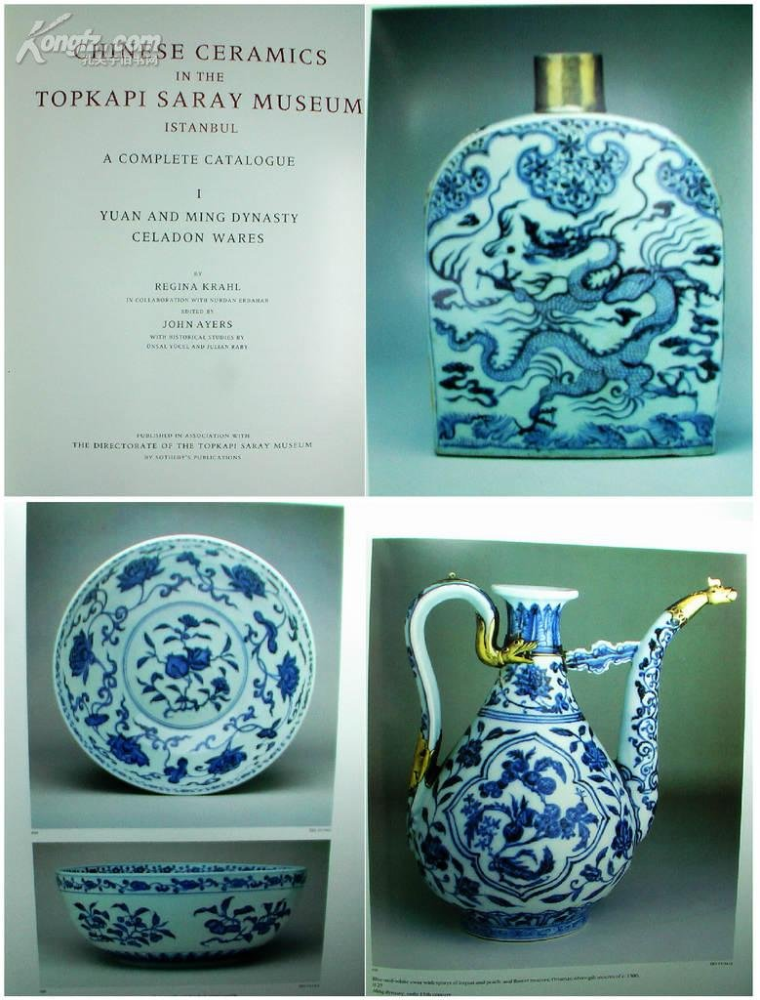 Kongfz.com
孔夫子旧书网
CHINESE CERAMICS
IN THE
TOPKAPI SARAY MUSEUM
ISTANBUL
A COMPLETE CATALOGUE
I
YUAN AND MING DYNASTY
CELADON WARES
BY
REGINA KRAHL
IN COLLABORATION WITH NURDAN ERBAHAR
EDITED BY
JOHN AYERS
WITH HISTORICAL STUDIES BY
ÜNSAL YÜCEL AND JULIAN RABY
PUBLISHED IN ASSOCIATION WITH
THE DIRECTORATE OF THE TOPKAPI SARAY MUSEUM
BY SOTHEBY'S PUBLICATIONS
Blue-and-white ewer with sprays of loquat and peach, and flower scrolls; Ottoman silver-gilt mounts of c. 1500.
Ming dynasty, early 15th century